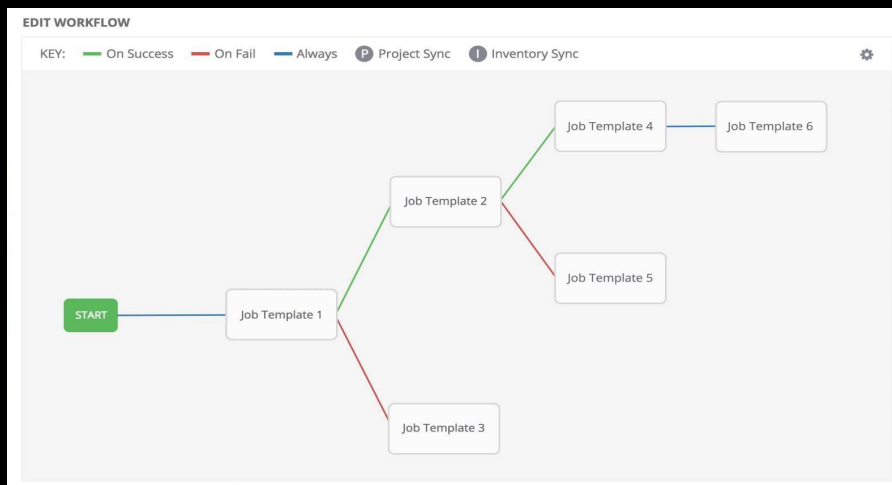 EDIT WORKFLOW
KEY: On Success On Fail Always P Project Sync I Inventory Sync
Job Template 4 Job Template 6
Job Template 2
Job Template 5
START Job Template 1
Job Template 3